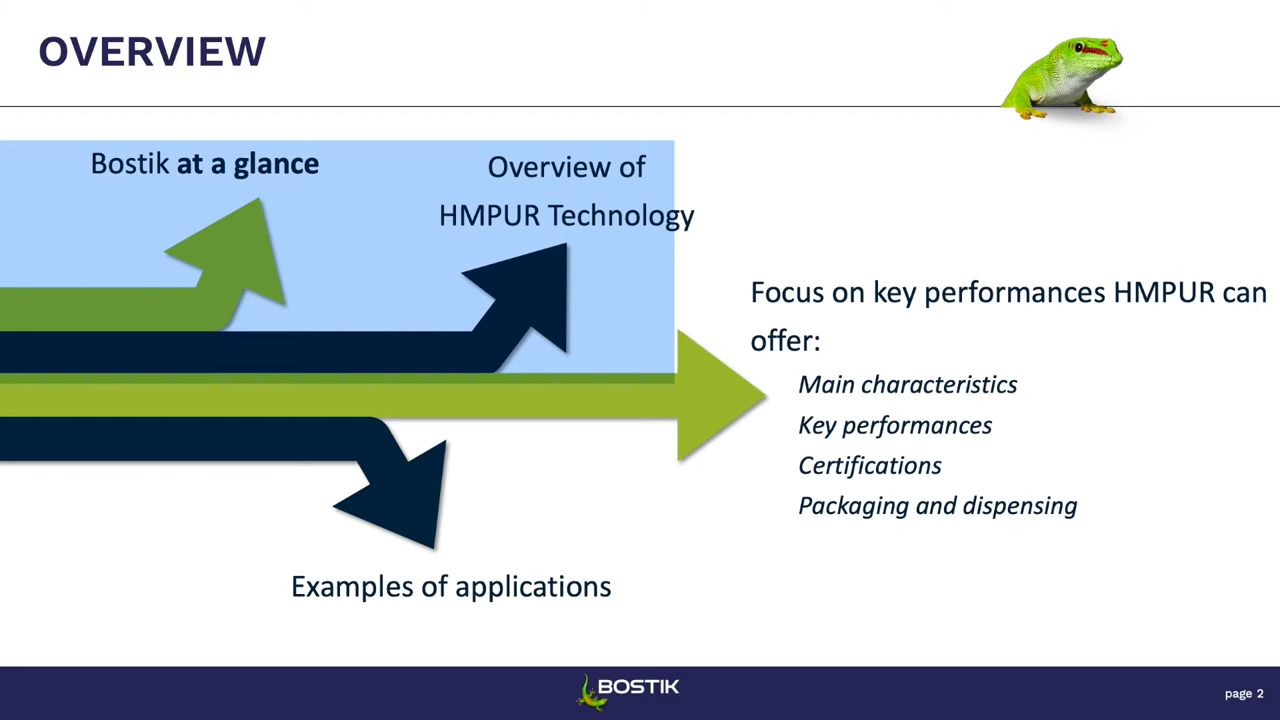 OVERVIEW
Bostik at a glance
Overview of
HMPUR Technology
Focus on key performances HMPUR can
offer:
Main characteristics
Key performances
Certifications
Packaging and dispensing
Examples of applications
BOSTIK
page 2